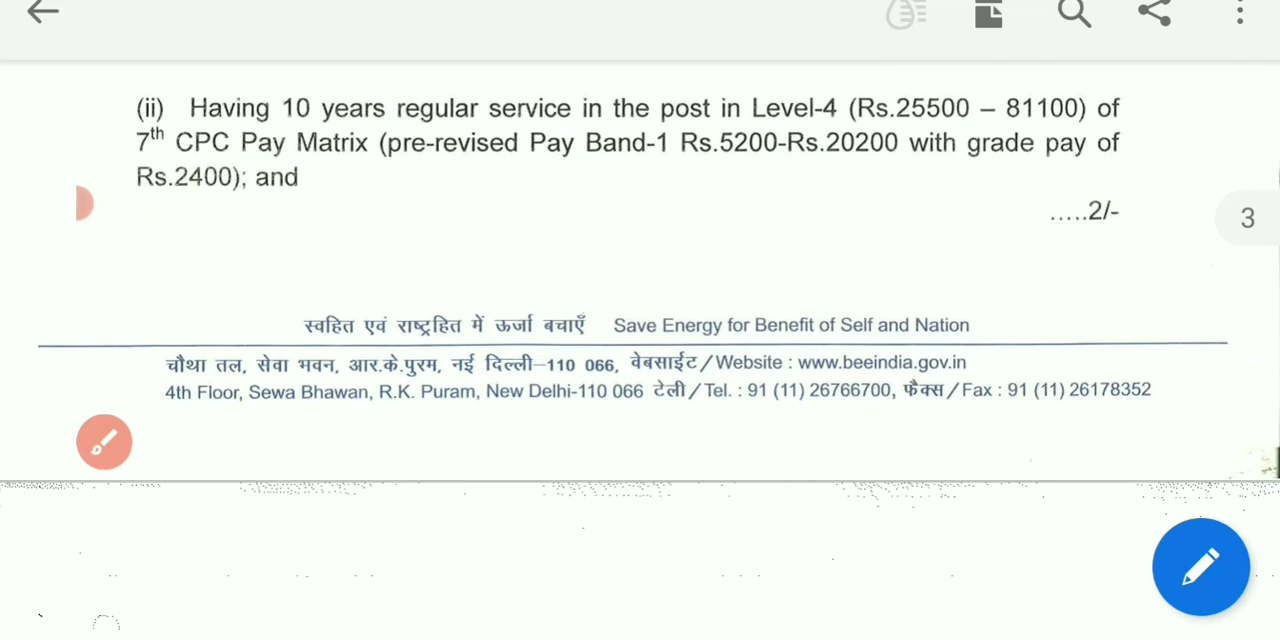 (ii) Having 10 years regular service in the post in Level-4 (Rs.25500 – 81100) of
7th CPC Pay Matrix (pre-revised Pay Band-1 Rs.5200-Rs.20200 with grade pay of
Rs.2400); and
.....2/-
3
स्वहित एवं राष्ट्रहित में ऊर्जा बचाएँ Save Energy for Benefit of Self and Nation
चौथा तल, सेवा भवन, आर.के.पुरम, नई दिल्ली–110 066, वेबसाईट/Website : www.beeindia.gov.in
4th Floor, Sewa Bhawan, R.K. Puram, New Delhi-110 066 टेली/Tel. : 91 (11) 26766700, फैक्स/Fax : 91 (11) 26178352